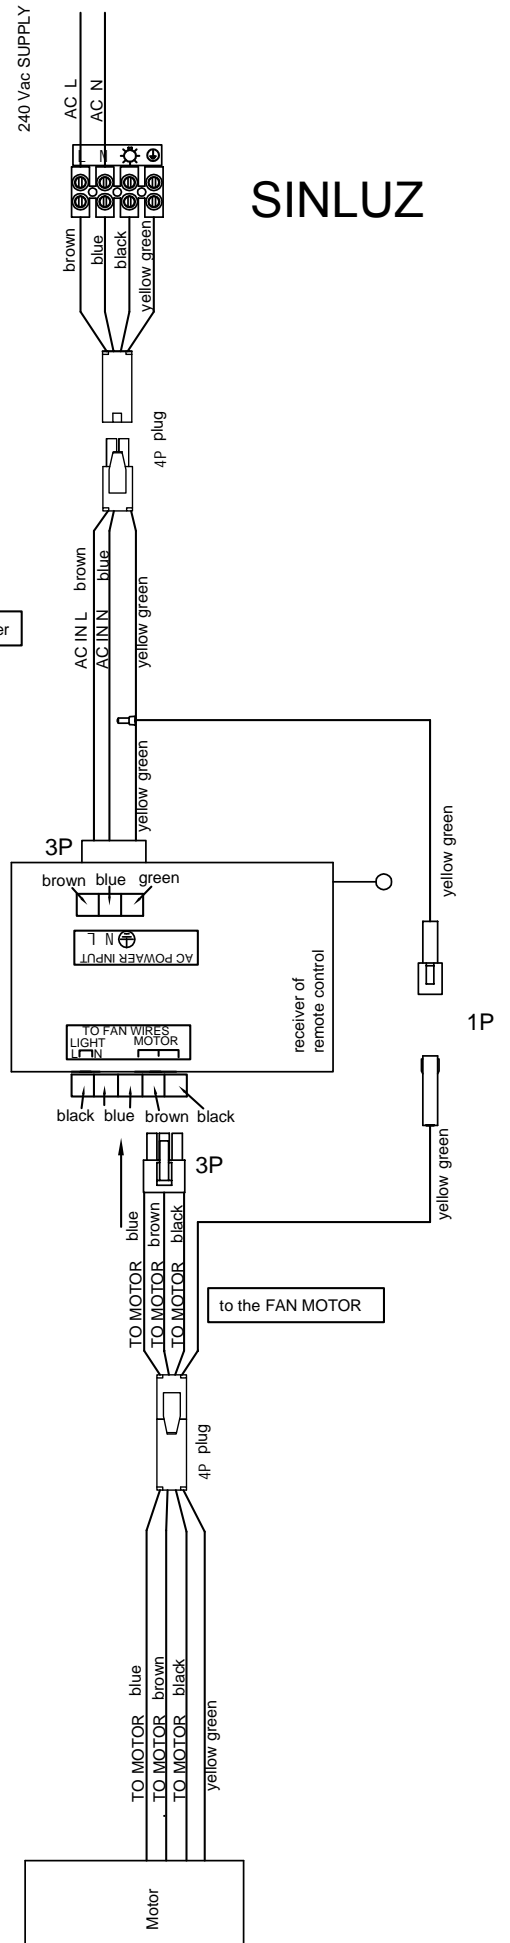 240 Vac SUPPLY
AC L
AC N
L N
SINLUZ
brown
blue
black
yellow green
4P plug
brown
blue
AC IN L
AC IN N
yellow green
er
yellow green
yellow green
3P
brown blue green
L N
AC POWAER INPUT
receiver of
remote control
1P
TO FAN WIRES
LIGHT MOTOR
L N
black blue brown black
3P
yellow green
TO MOTOR blue
TO MOTOR brown
TO MOTOR black
to the FAN MOTOR
4P plug
TO MOTOR blue
TO MOTOR brown
TO MOTOR black
yellow green
Motor